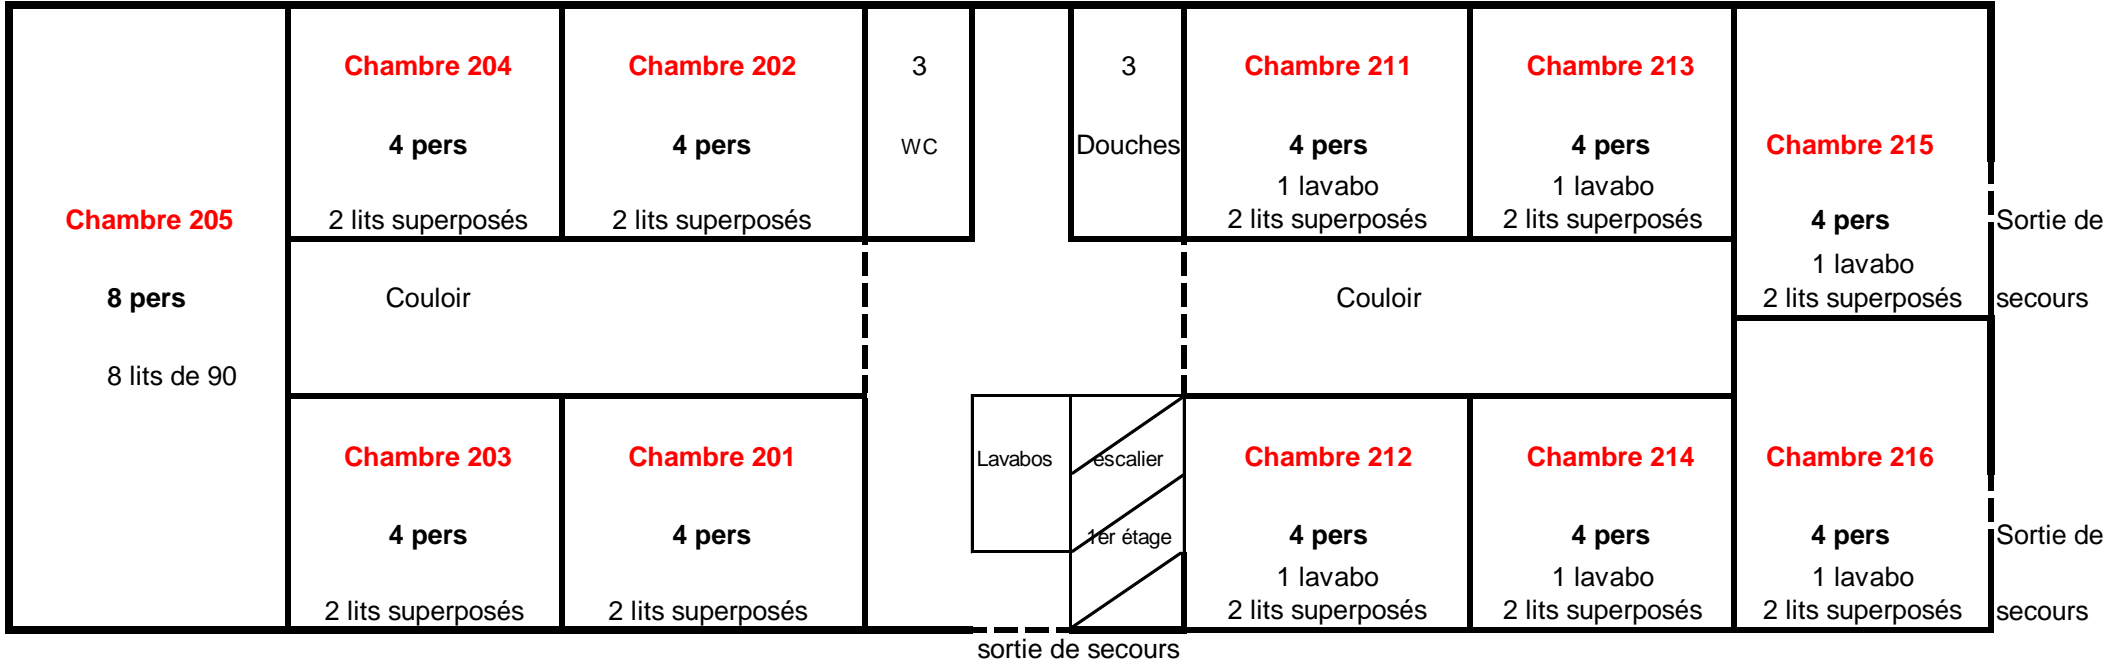 Chambre 204 Chambre 202 3 3 Chambre 211 Chambre 213
4 pers 4 pers WC Douches 4 pers 4 pers Chambre 215
1 lavabo 1 lavabo
Chambre 205 2 lits superposés 2 lits superposés 2 lits superposés 2 lits superposés 4 pers Sortie de
1 lavabo
8 pers Couloir Couloir 2 lits superposés secours
8 lits de 90
Chambre 203 Chambre 201 Lavabos escalier Chambre 212 Chambre 214 Chambre 216
4 pers 4 pers 1er étage 4 pers 4 pers 4 pers Sortie de
1 lavabo 1 lavabo 1 lavabo
2 lits superposés 2 lits superposés 2 lits superposés 2 lits superposés 2 lits superposés secours
sortie de secours